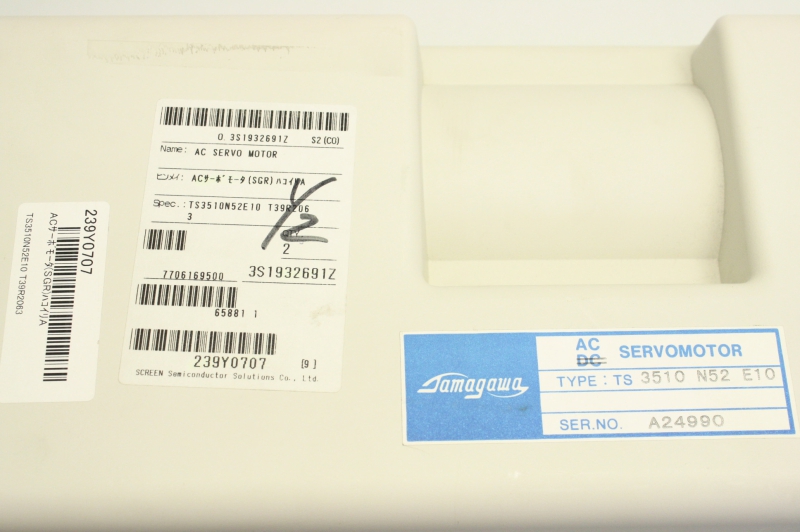 0.3S1932691Z S2(CO)
Name: AC SERVO MOTOR
ヒンメイ: ACサーボモータ(SGR)ハコイリA
Spec.: TS3510N52E10 T39R206
3
1/2
QTY
2
7706169500 3S1932691Z
65881 1
239Y0707 [9]
SCREEN Semiconductor Solutions Co., ltd.
239Y0707
ACサーボモータ(SGR)ハコイリA
TS3510N52E10 T39R2063
Tamagawa
AC
DC SERVOMOTOR
TYPE: TS 3510 N52 E10
SER.NO. A24990